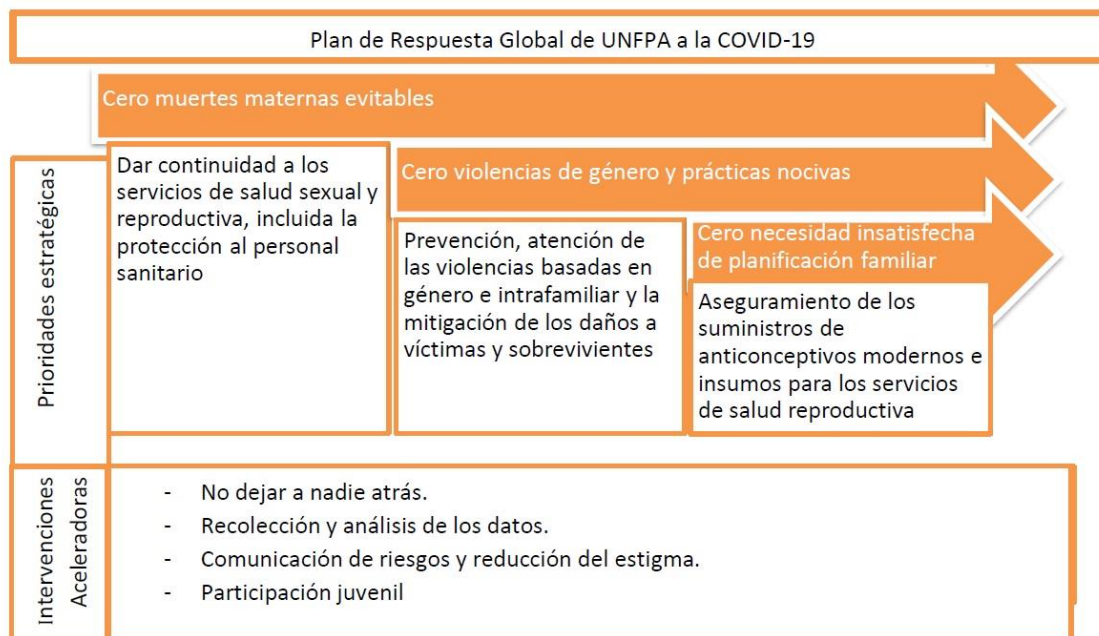 Plan de Respuesta Global de UNFPA a la COVID-19
Cero muertes maternas evitables
Prioridades estratégicas
Dar continuidad a los
servicios de salud sexual y
reproductiva, incluida la
protección al personal
sanitario
Cero violencias de género y prácticas nocivas
Prevención, atención de
las violencias basadas en
género e intrafamiliar y la
mitigación de los daños a
víctimas y sobrevivientes
Cero necesidad insatisfecha
de planificación familiar
Aseguramiento de los
suministros de
anticonceptivos modernos e
insumos para los servicios
de salud reproductiva
Intervenciones
Aceleradoras
- No dejar a nadie atrás.
- Recolección y análisis de los datos.
- Comunicación de riesgos y reducción del estigma.
- Participación juvenil